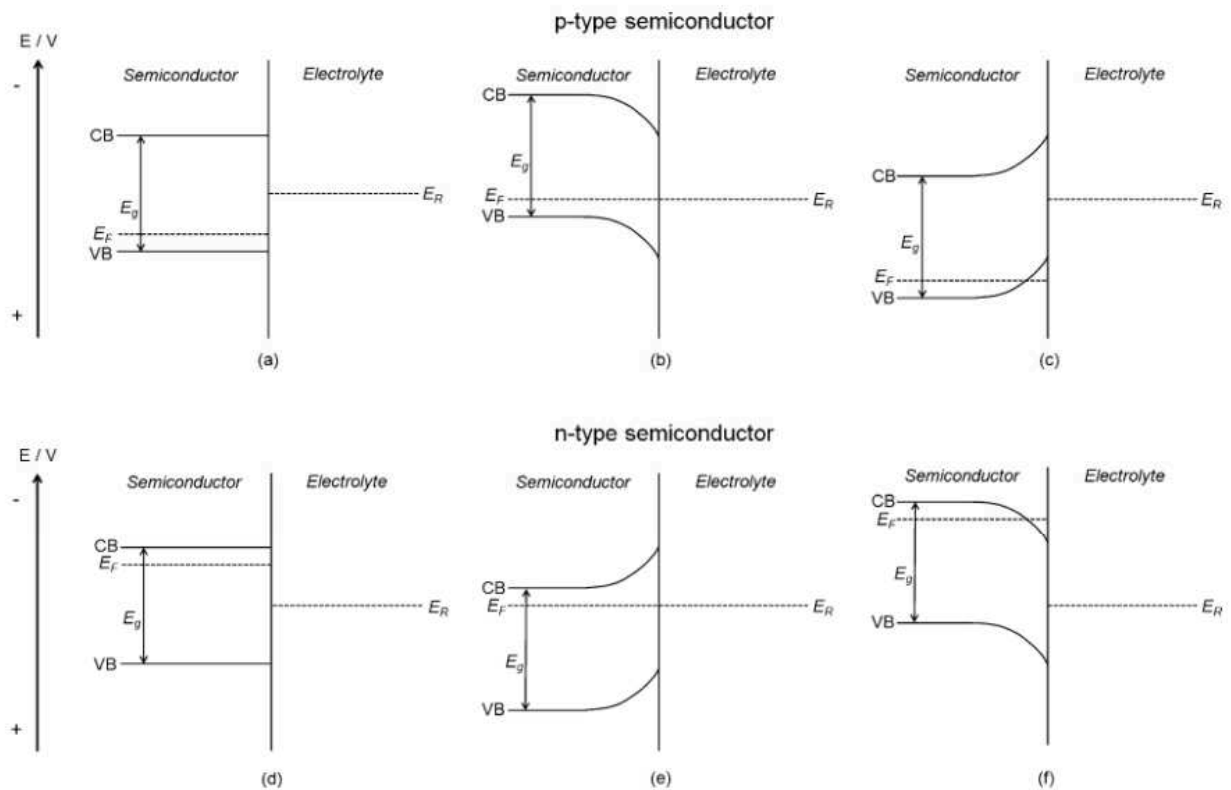 p-type semiconductor
E / V
-
+
Semiconductor Electrolyte
CB
E_g
E_F
VB
E_R
(a)
Semiconductor Electrolyte
CB
E_g
E_F
VB
E_R
(b)
Semiconductor Electrolyte
CB
E_g
E_F
VB
E_R
(c)
n-type semiconductor
E / V
-
+
Semiconductor Electrolyte
CB
E_F
E_g
VB
E_R
(d)
Semiconductor Electrolyte
CB
E_F
E_g
VB
E_R
(e)
Semiconductor Electrolyte
CB
E_F
E_g
VB
E_R
(f)